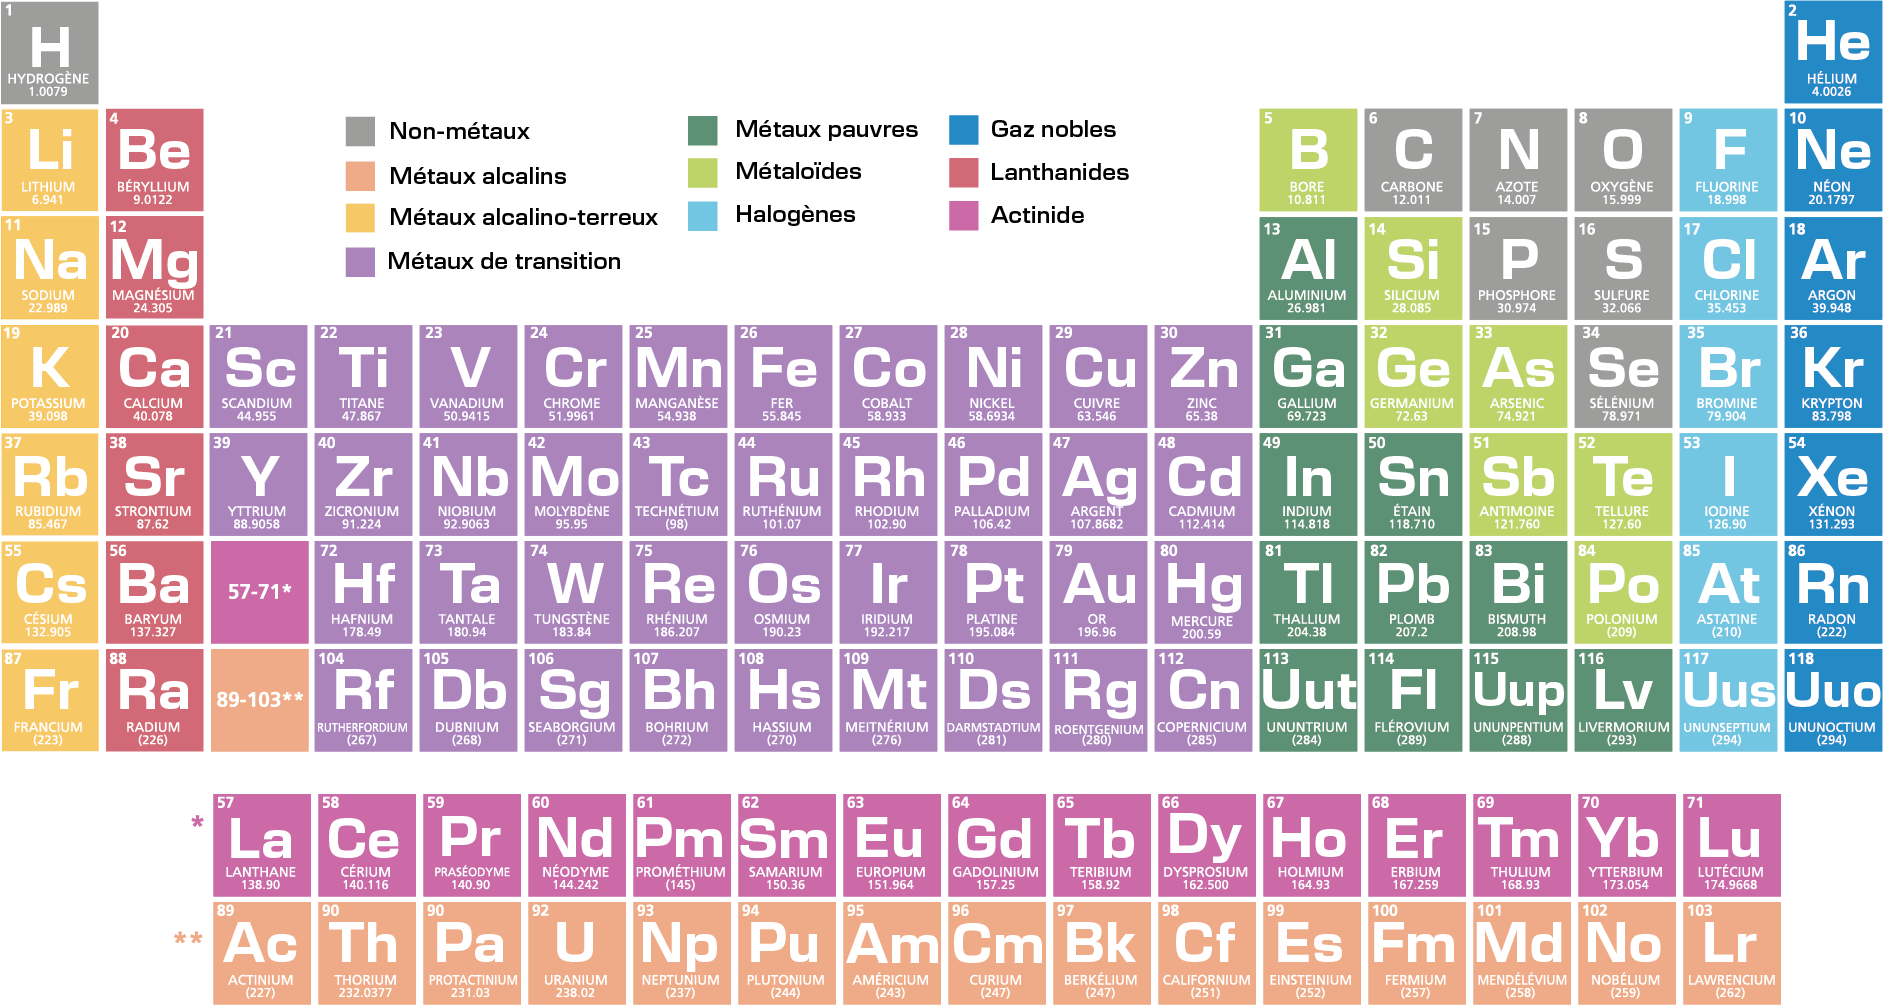 1
H
HYDROGÈNE
1.0079
2
He
HÉLIUM
4.0026
3
Li
LITHIUM
6.941
4
Be
BÉRYLLIUM
9.0122
Non-métaux
Métaux alcalins
Métaux alcalino-terreux
Métaux de transition
Métaux pauvres
Métaloïdes
Halogènes
Gaz nobles
Lanthanides
Actinide
5
B
BORE
10.811
6
C
CARBONE
12.011
7
N
AZOTE
14.007
8
O
OXYGÈNE
15.999
9
F
FLUORINE
18.998
10
Ne
NÉON
20.1797
11
Na
SODIUM
22.989
12
Mg
MAGNÉSIUM
24.305
13
Al
ALUMINIUM
26.981
14
Si
SILICIUM
28.085
15
P
PHOSPHORE
30.974
16
S
SULFURE
32.066
17
Cl
CHLORINE
35.453
18
Ar
ARGON
39.948
19
K
POTASSIUM
39.098
20
Ca
CALCIUM
40.078
21
Sc
SCANDIUM
44.955
22
Ti
TITANE
47.867
23
V
VANADIUM
50.9415
24
Cr
CHROME
51.9961
25
Mn
MANGANÈSE
54.938
26
Fe
FER
55.845
27
Co
COBALT
58.933
28
Ni
NICKEL
58.6934
29
Cu
CUIVRE
63.546
30
Zn
ZINC
65.38
31
Ga
GALLIUM
69.723
32
Ge
GERMANIUM
72.63
33
As
ARSENIC
74.921
34
Se
SÉLÉNIUM
78.971
35
Br
BROMINE
79.904
36
Kr
KRYPTON
83.798
37
Rb
RUBIDIUM
85.467
38
Sr
STRONTIUM
87.62
39
Y
YTTRIUM
88.9058
40
Zr
ZICRONIUM
91.224
41
Nb
NIOBIUM
92.9063
42
Mo
MOLYBDÈNE
95.95
43
Tc
TECHNÉTIUM
(98)
44
Ru
RUTHÉNIUM
101.07
45
Rh
RHODIUM
102.90
46
Pd
PALLADIUM
106.42
47
Ag
ARGENT
107.8682
48
Cd
CADMIUM
112.414
49
In
INDIUM
114.818
50
Sn
ÉTAIN
118.710
51
Sb
ANTIMOINE
121.760
52
Te
TELLURE
127.60
53
I
IODINE
126.90
54
Xe
XÉNON
131.293
55
Cs
CÉSIUM
132.905
56
Ba
BARYUM
137.327
57-71*
72
Hf
HAFNIUM
178.49
73
Ta
TANTALE
180.94
74
W
TUNGSTÈNE
183.84
75
Re
RHÉNIUM
186.207
76
Os
OSMIUM
190.23
77
Ir
IRIDIUM
192.217
78
Pt
PLATINE
195.084
79
Au
OR
196.96
80
Hg
MERCURE
200.59
81
Tl
THALLIUM
204.38
82
Pb
PLOMB
207.2
83
Bi
BISMUTH
208.98
84
Po
POLONIUM
(209)
85
At
ASTATINE
(210)
86
Rn
RADON
(222)
87
Fr
FRANCIUM
(223)
88
Ra
RADIUM
(226)
89-103**
104
Rf
RUTHERFORDIUM
(267)
105
Db
DUBNIUM
(268)
106
Sg
SEABORGIUM
(271)
107
Bh
BOHRIUM
(272)
108
Hs
HASSIUM
(270)
109
Mt
MEITNÉRIUM
(276)
110
Ds
DARMSTADTIUM
(281)
111
Rg
ROENTGENIUM
(280)
112
Cn
COPERNICIUM
(285)
113
Uut
UNUNTRIUM
(284)
114
Fl
FLÉROVIUM
(289)
115
Uup
UNUNPENTIUM
(288)
116
Lv
LIVERMORIUM
(293)
117
Uus
UNUNSEPTIUM
(294)
118
Uuo
UNUNOCTIUM
(294)
*
57
La
LANTHANE
138.90
58
Ce
CÉRIUM
140.116
59
Pr
PRASÉODYME
140.90
60
Nd
NÉODYME
144.242
61
Pm
PROMÉTHIUM
(145)
62
Sm
SAMARIUM
150.36
63
Eu
EUROPIUM
151.964
64
Gd
GADOLINIUM
157.25
65
Tb
TERIBIUM
158.92
66
Dy
DYSPROSIUM
162.500
67
Ho
HOLMIUM
164.93
68
Er
ERBIUM
167.259
69
Tm
THULIUM
168.93
70
Yb
YTTERBIUM
173.054
71
Lu
LUTÉCIUM
174.9668
**
89
Ac
ACTINIUM
(227)
90
Th
THORIUM
232.0377
90
Pa
PROTACTINIUM
231.03
92
U
URANIUM
238.02
93
Np
NEPTUNIUM
(237)
94
Pu
PLUTONIUM
(244)
95
Am
AMÉRICIUM
(243)
96
Cm
CURIUM
(247)
97
Bk
BERKÉLIUM
(247)
98
Cf
CALIFORNIUM
(251)
99
Es
EINSTEINIUM
(252)
100
Fm
FERMIUM
(257)
101
Md
MENDÉLÉVIUM
(258)
102
No
NOBÉLIUM
(259)
103
Lr
LAWRENCIUM
(262)